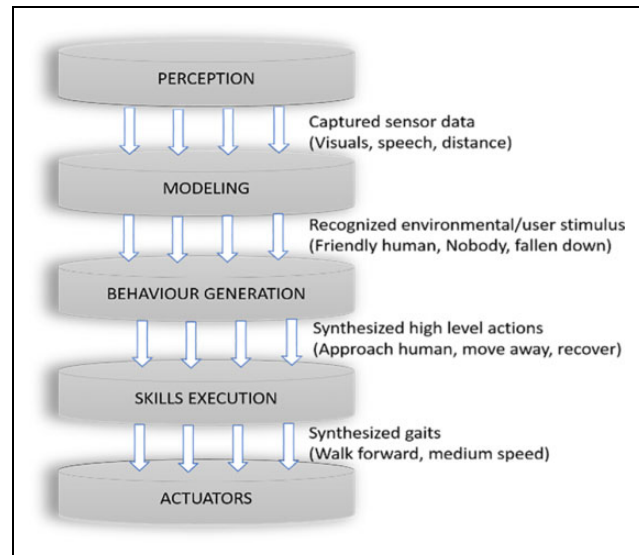 PERCEPTION
Captured sensor data
(Visuals, speech, distance)
MODELING
Recognized environmental/user stimulus
(Friendly human, Nobody, fallen down)
BEHAVIOUR GENERATION
Synthesized high level actions
(Approach human, move away, recover)
SKILLS EXECUTION
Synthesized gaits
(Walk forward, medium speed)
ACTUATORS